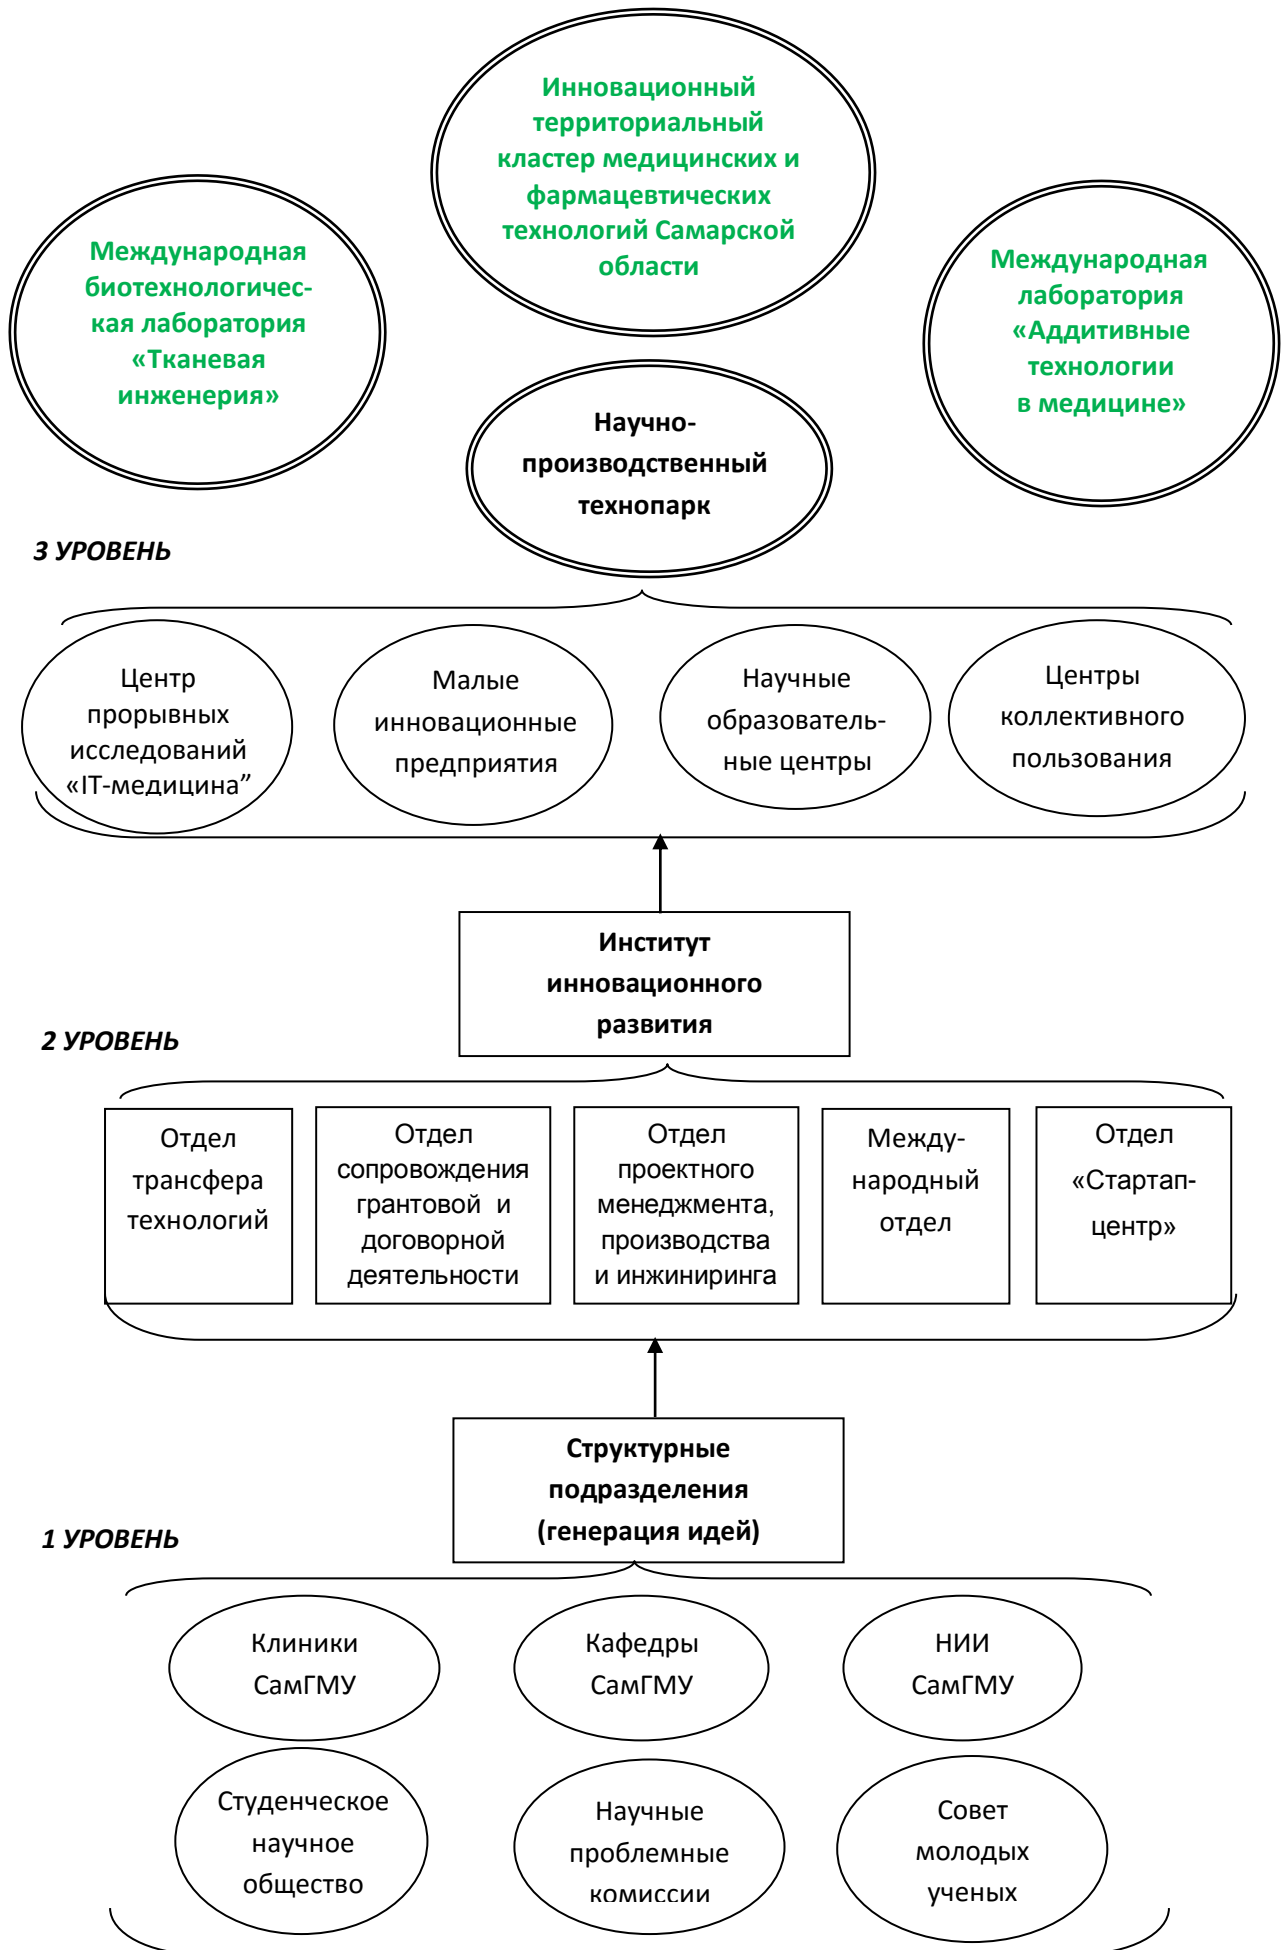 Инновационный
территориальный
кластер медицинских и
фармацевтических
технологий Самарской
области
Международная
биотехнологичес-
кая лаборатория
«Тканевая
инженерия»
Международная
лаборатория
«Аддитивные
технологии
в медицине»
Научно-
производственный
технопарк
3 УРОВЕНЬ
Центр
прорывных
исследований
«IT-медицина”
Малые
инновационные
предприятия
Научные
образователь-
ные центры
Центры
коллективного
пользования
Институт
инновационного
развития
2 УРОВЕНЬ
Отдел
трансфера
технологий
Отдел
сопровождения
грантовой и
договорной
деятельности
Отдел
проектного
менеджмента,
производства
и инжиниринга
Между-
народный
отдел
Отдел
«Стартап-
центр»
Структурные
подразделения
(генерация идей)
1 УРОВЕНЬ
Клиники
СамГМУ
Кафедры
СамГМУ
НИИ
СамГМУ
Студенческое
научное
общество
Научные
проблемные
комиссии
Совет
молодых
ученых